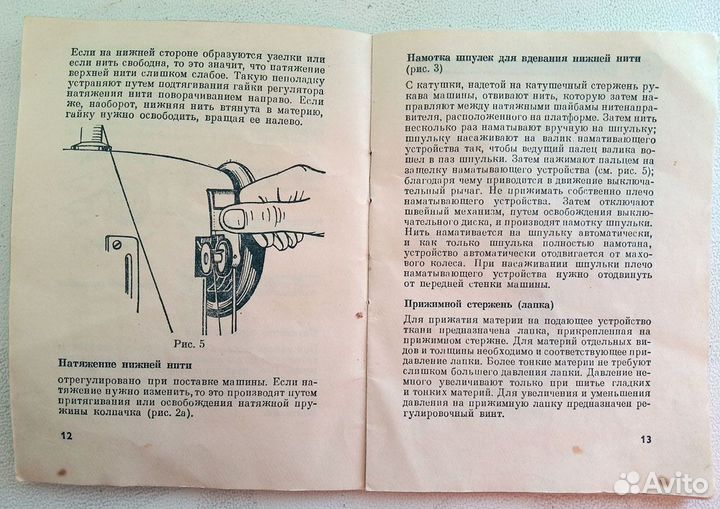 Если на нижней стороне образуются узелки или
если нить свободна, то это значит, что натяжение
верхней нити слишком слабое. Такую неполадку
устраняют путем подтягивания гайки регулятора
натяжения нити поворачиванием направо. Если
же, наоборот, нижняя нить втянута в материю,
гайку нужно освободить, вращая ее налево.
Рис. 5
Натяжение нижней нити
отрегулировано при поставке машины. Если на-
тяжение нужно изменить, то это производят путем
притягивания или освобождения натяжной пру-
жины колпачка (рис. 2а).
12
Намотка шпулек для вдевания нижней нити
(рис. 3)
С катушки, надетой на катушечный стержень ру-
кава машины, отвивают нить, которую затем на-
правляют между натяжными шайбами нитенапра-
вителя, расположенного на платформе. Затем нить
несколько раз наматывают вручную на шпульку;
шпульку насаживают на валик наматывающего
устройства так, чтобы ведущий палец валика во-
шел в паз шпульки. Затем нажимают пальцем на
защелку наматывающего устройства (см. рис. 5);
благодаря чему приводится в движение выключа-
тельный рычаг. Не прижимать собственно плечо
наматывающего устройства. Затем отключают
швейный механизм, путем освобождения выклю-
чательного диска, и производят намотку шпульки.
Нить наматывается на шпульку автоматически,
и как только шпулька полностью намотана,
устройство автоматически отодвигается от махо-
вого колеса. При насаживании шпульки плечо
наматывающего устройства нужно отодвинуть
от передней стенки машины.
Прижимной стержень (лапка)
Для прижатия материи на подающее устройство
ткани предназначена лапка, прикрепленная на
прижимном стержне. Для материй отдельных ви-
дов и толщины необходимо и соответствующее при-
давление лапки. Более тонкие материи не требуют
слишком большего давления лапки. Давление не-
много увеличивают только при шитье гладких
и тонких материй. Для увеличения и уменьшения
давления на прижимную лапку предназначен ре-
гулировочный винт.
13
Avito